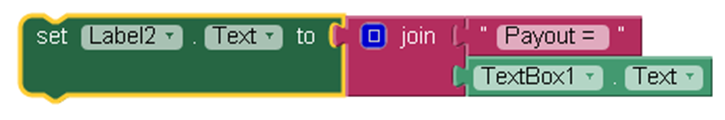 set Label2 . Text to join " Payout = "
TextBox1 . Text